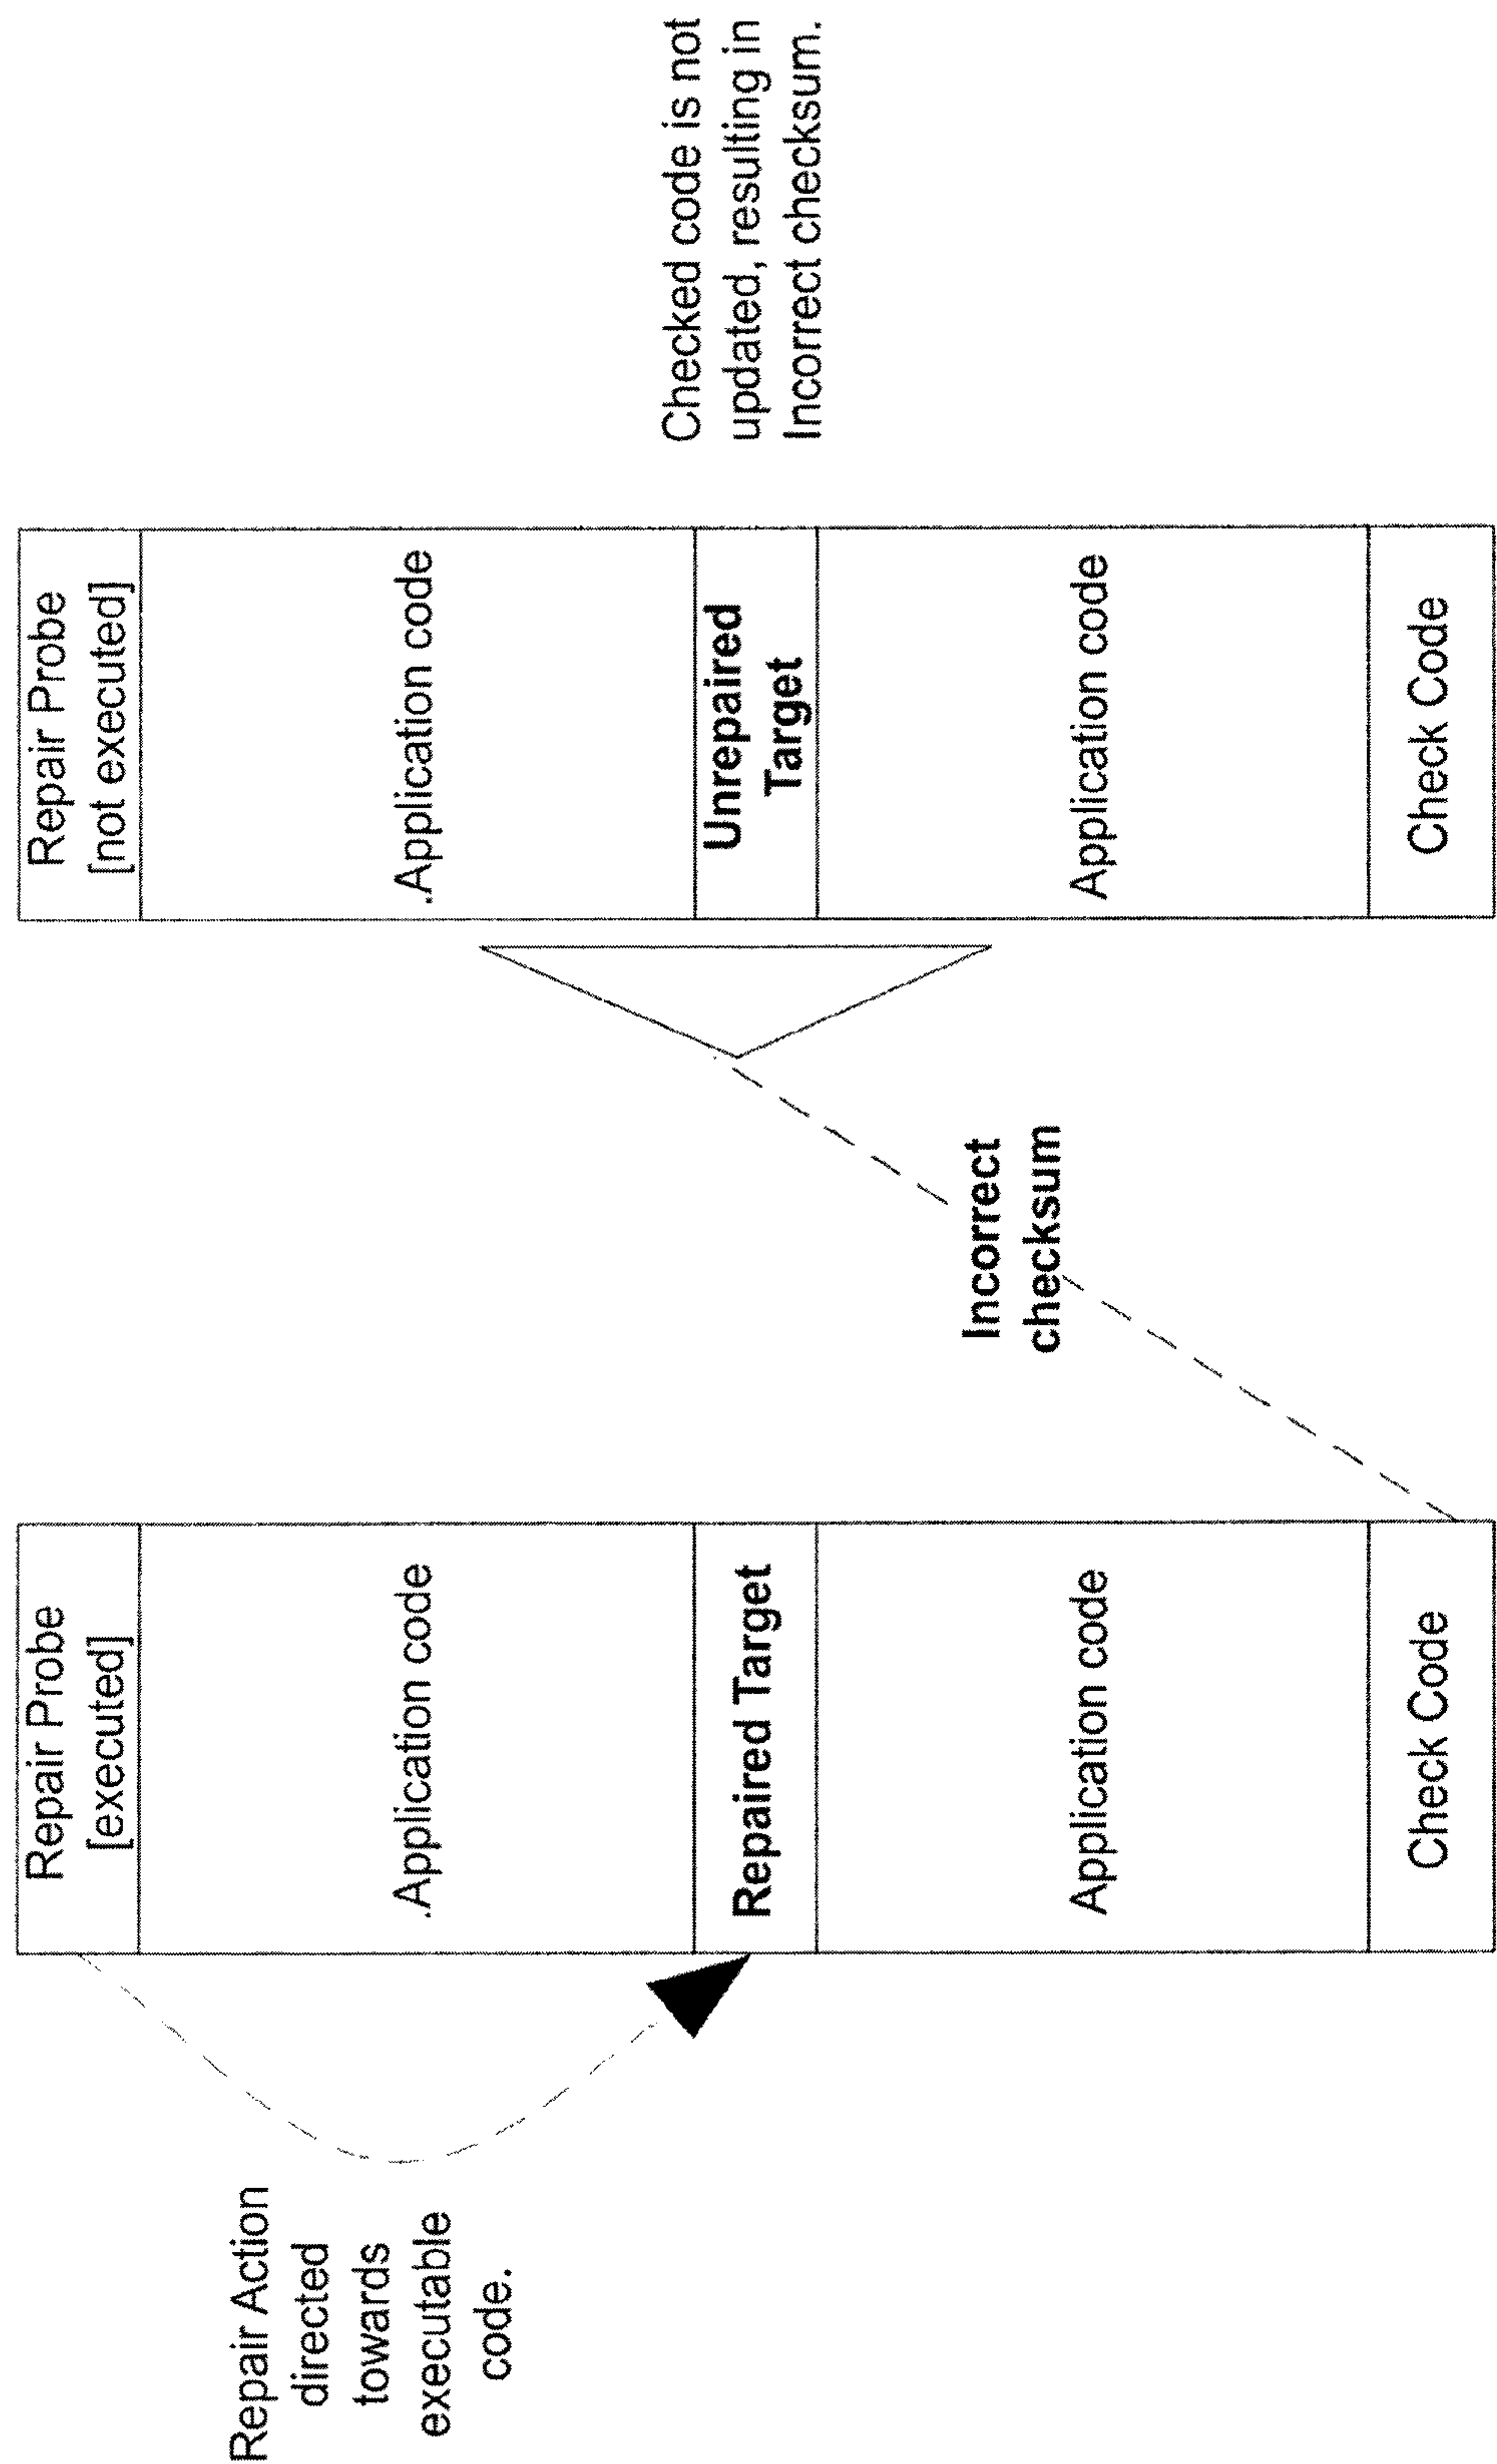 Repair Action
directed
towards
executable
code.
Repair Probe
[executed]
.Application code
Repaired Target
Application code
Check Code
Incorrect
checksum
Repair Probe
[not executed]
.Application code
Unrepaired
Target
Application code
Check Code
Checked code is not
updated, resulting in
Incorrect checksum.